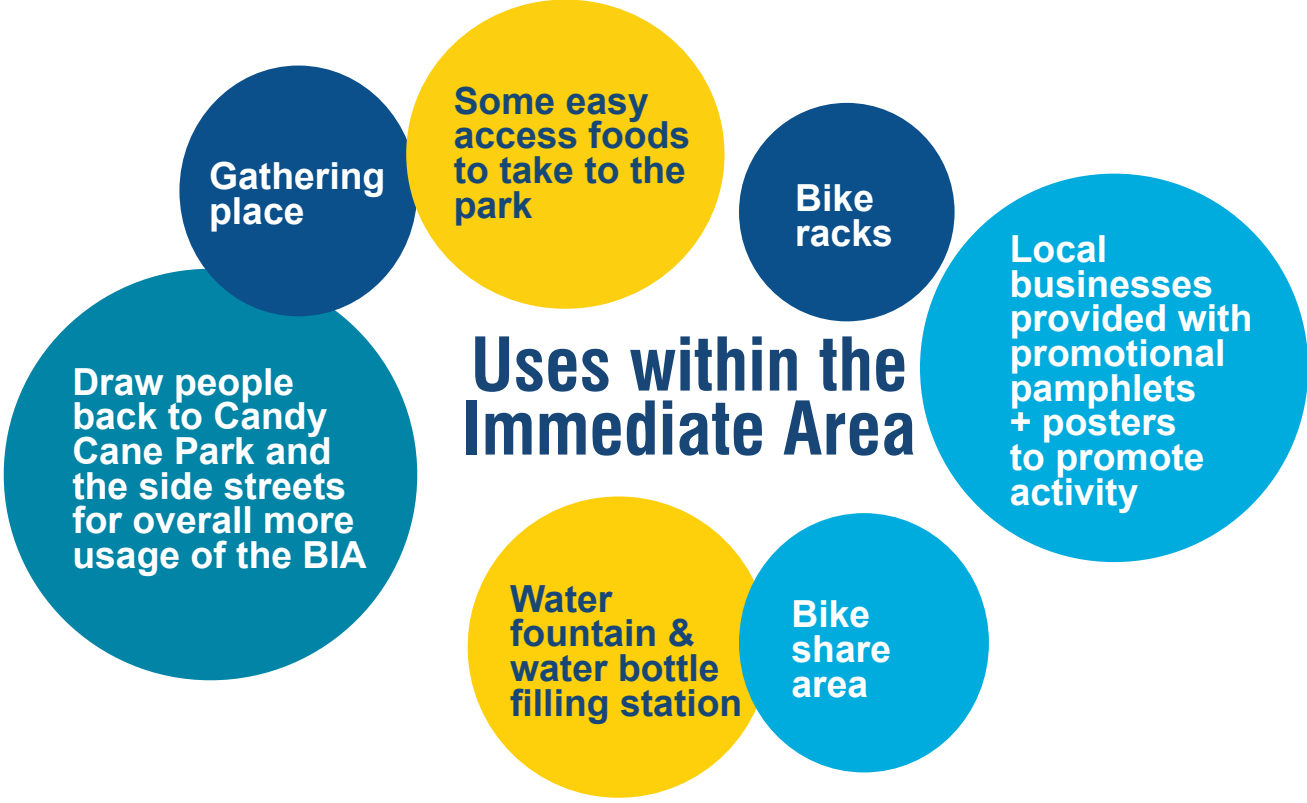 Gathering
place
Some easy
access foods
to take to the
park
Bike
racks
Local
businesses
provided with
promotional
pamphlets
+ posters
to promote
activity
Uses within the
Immediate Area
Draw people
back to Candy
Cane Park and
the side streets
for overall more
usage of the BIA
Water
fountain &
water bottle
filling station
Bike
share
area